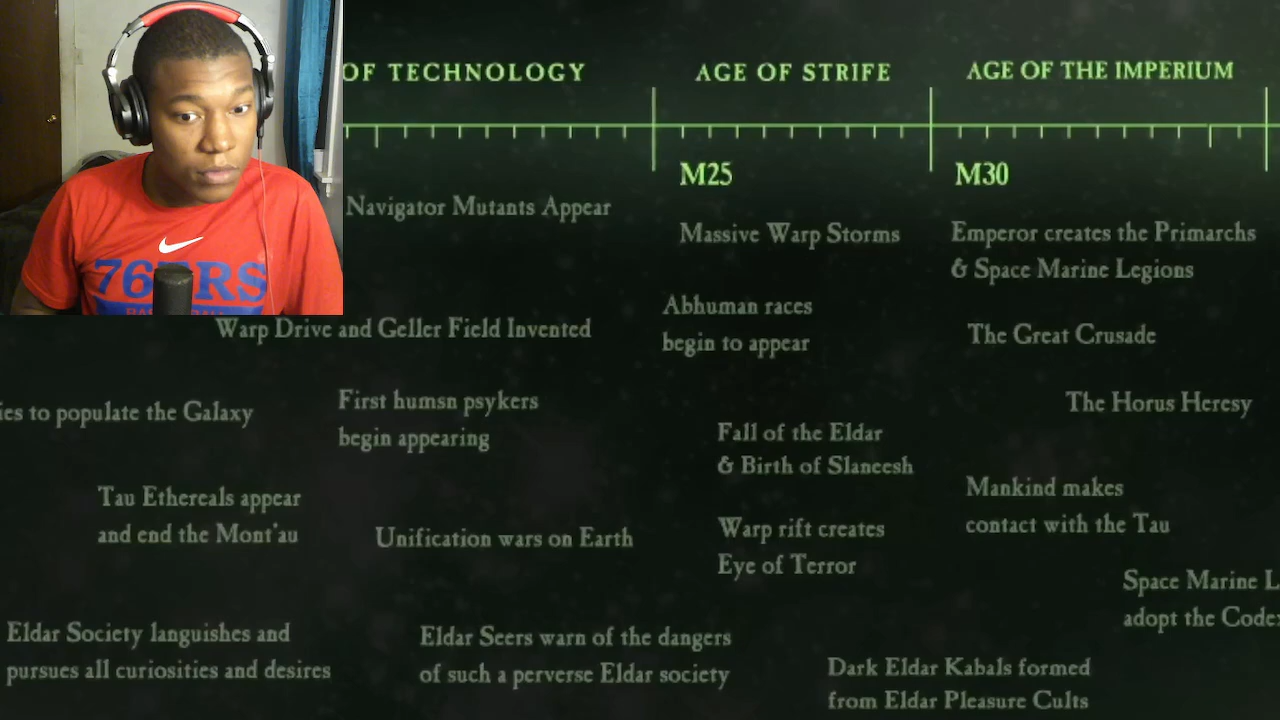 OF TECHNOLOGY
AGE OF STRIFE
AGE OF THE IMPERIUM
M25
M30
Navigator Mutants Appear
Massive Warp Storms
Emperor creates the Primarchs
& Space Marine Legions
76ERS
Abhuman races
begin to appear
Warp Drive and Geller Field Invented
The Great Crusade
ies to populate the Galaxy
First humsn psykers
begin appearing
The Horus Heresy
Fall of the Eldar
& Birth of Slaneesh
Tau Ethereals appear
and end the Mont'au
Mankind makes
contact with the Tau
Unification wars on Earth
Warp rift creates
Eye of Terror
Space Marine L
adopt the Codex
Eldar Society languishes and
pursues all curiosities and desires
Eldar Seers warn of the dangers
of such a perverse Eldar society
Dark Eldar Kabals formed
from Eldar Pleasure Cults